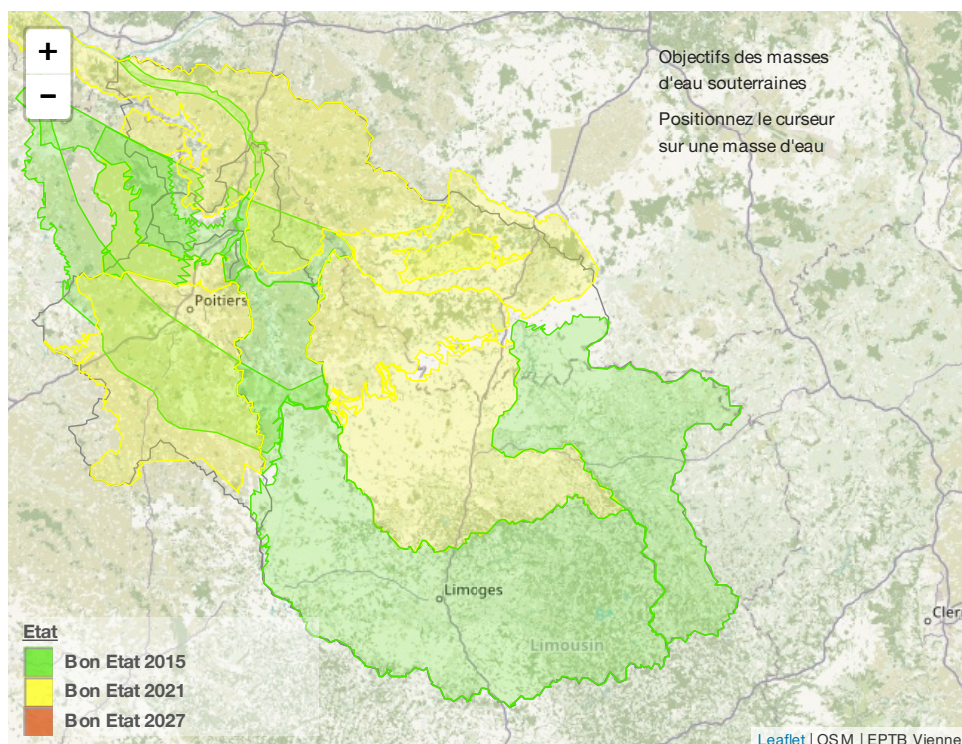 +
−
Objectifs des masses
d'eau souterraines
Positionnez le curseur
sur une masse d'eau
Poitiers
Limoges
Limousin
Cler
Etat
Bon Etat 2015
Bon Etat 2021
Bon Etat 2027
Leaflet | OSM | EPTB Vienne